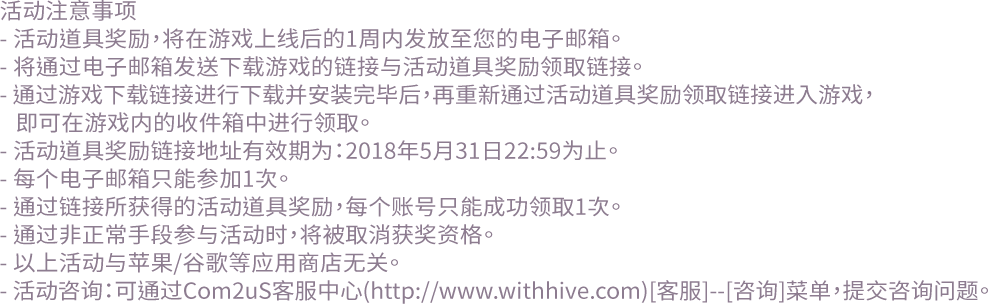 活动注意事项
- 活动道具奖励，将在游戏上线后的1周内发放至您的电子邮箱。
- 将通过电子邮箱发送下载游戏的链接与活动道具奖励领取链接。
- 通过游戏下载链接进行下载并安装完毕后，再重新通过活动道具奖励领取链接进入游戏，
即可在游戏内的收件箱中进行领取。
- 活动道具奖励链接地址有效期为：2018年5月31日22:59为止。
- 每个电子邮箱只能参加1次。
- 通过链接所获得的活动道具奖励，每个账号只能成功领取1次。
- 通过非正常手段参与活动时，将被取消获奖资格。
- 以上活动与苹果/谷歌等应用商店无关。
- 活动咨询：可通过Com2uS客服中心(http://www.withhive.com)[客服]--[咨询]菜单，提交咨询问题。